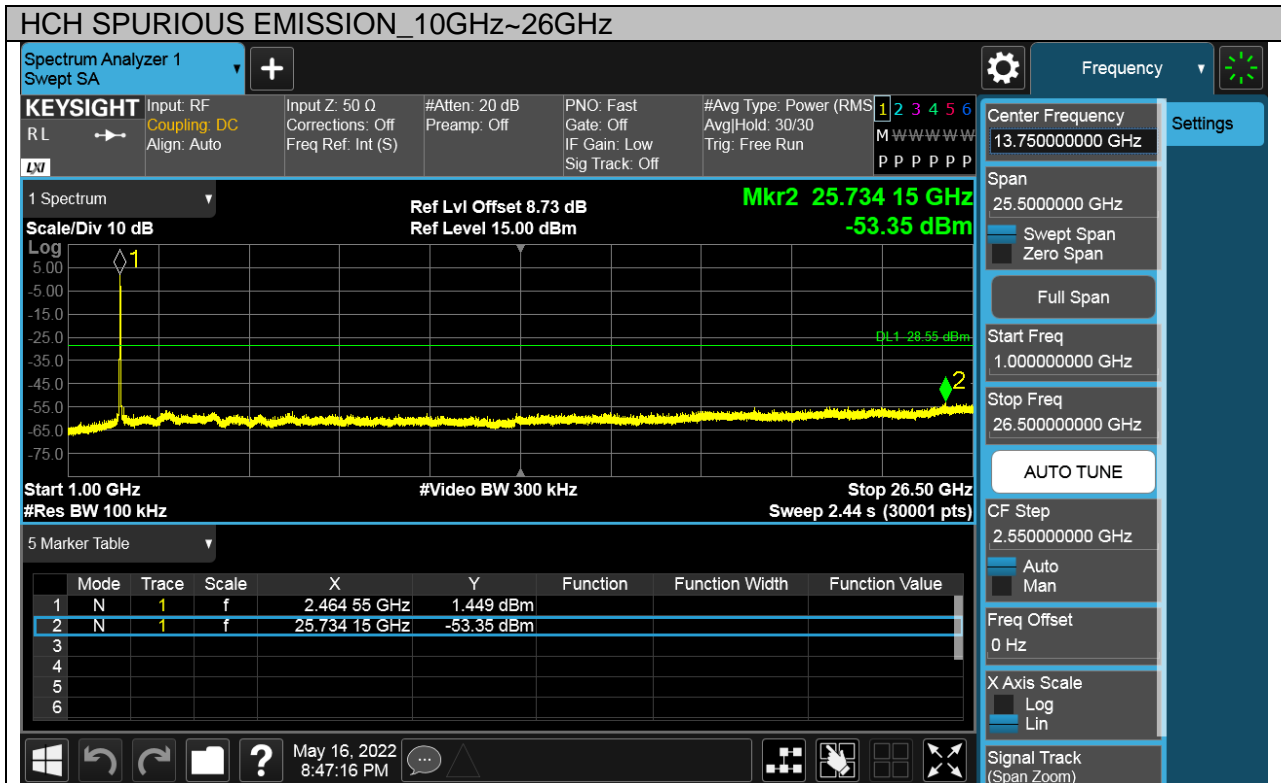 HCH SPURIOUS EMISSION_10GHz~26GHz
Spectrum Analyzer 1
Swept SA
+
Frequency
KEYSIGHT
RL
LXI
Input: RF
Coupling: DC
Align: Auto
Input Z: 50 Ω
Corrections: Off
Freq Ref: Int (S)
#Atten: 20 dB
Preamp: Off
PNO: Fast
Gate: Off
IF Gain: Low
Sig Track: Off
#Avg Type: Power (RMS
Avg|Hold: 30/30
Trig: Free Run
1 2 3 4 5 6
M W W W W W
P P P P P P
1 Spectrum
Scale/Div 10 dB
Ref Lvl Offset 8.73 dB
Ref Level 15.00 dBm
Mkr2 25.734 15 GHz
-53.35 dBm
Log
5.00
-5.00
-15.0
-25.0
-35.0
-45.0
-55.0
-65.0
-75.0
1
DL1 -28.55 dBm
2
Start 1.00 GHz
#Video BW 300 kHz
Stop 26.50 GHz
#Res BW 100 kHz
Sweep 2.44 s (30001 pts)
5 Marker Table
Mode Trace Scale X Y Function Function Width Function Value
1 N 1 f 2.464 55 GHz 1.449 dBm
2 N 1 f 25.734 15 GHz -53.35 dBm
3
4
5
6
?
May 16, 2022
8:47:16 PM
Center Frequency
13.750000000 GHz
Settings
Span
25.5000000 GHz
Swept Span
Zero Span
Full Span
Start Freq
1.000000000 GHz
Stop Freq
26.500000000 GHz
AUTO TUNE
CF Step
2.550000000 GHz
Auto
Man
Freq Offset
0 Hz
X Axis Scale
Log
Lin
Signal Track
(Span Zoom)